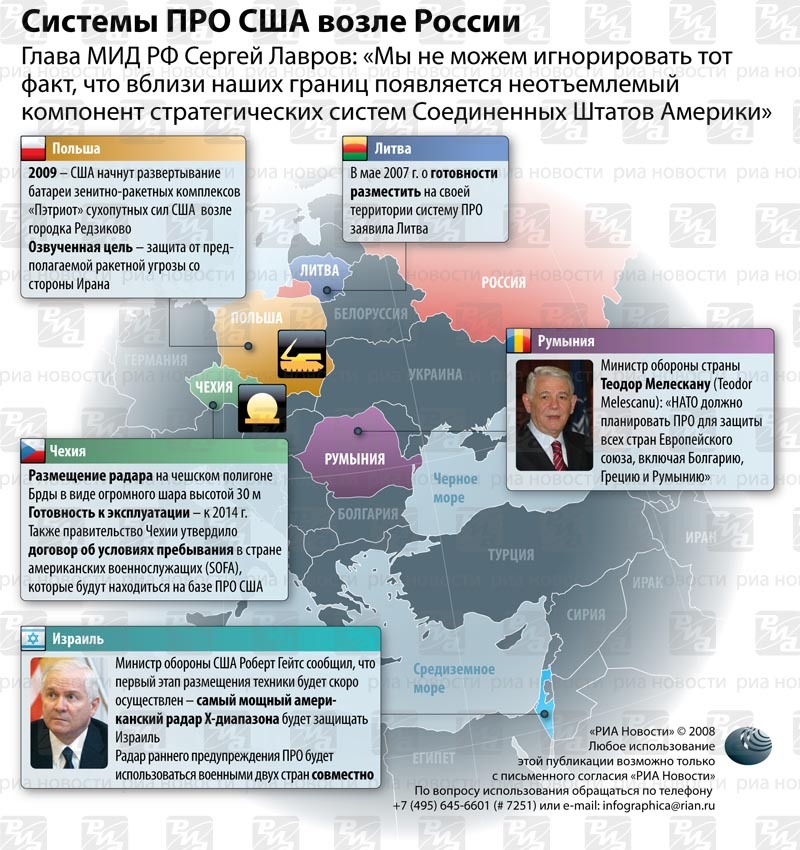 Системы ПРО США возле России
Глава МИД РФ Сергей Лавров: «Мы не можем игнорировать тот
факт, что вблизи наших границ появляется неотъемлемый
компонент стратегических систем Соединенных Штатов Америки»
Польша
2009 – США начнут развертывание
батареи зенитно-ракетных комплексов
«Пэтриот» сухопутных сил США возле
городка Редзиково
Озвученная цель – защита от пред-
полагаемой ракетной угрозы со
стороны Ирана
Литва
В мае 2007 г. о готовности
разместить на своей
территории систему ПРО
заявила Литва
ЛИТВА
РОССИЯ
ПОЛЬША
БЕЛОРУССИЯ
ГЕРМАНИЯ
УКРАИНА
ЧЕХИЯ
Румыния
Министр обороны страны
Теодор Мелескану (Teodor
Melescanu): «НАТО должно
планировать ПРО для защиты
всех стран Европейского
союза, включая Болгарию,
Грецию и Румынию»
РУМЫНИЯ
Черное
море
БОЛГАРИЯ
Чехия
Размещение радара на чешском полигоне
Брды в виде огромного шара высотой 30 м
Готовность к эксплуатации – к 2014 г.
Также правительство Чехии утвердило
договор об условиях пребывания в стране
американских военнослужащих (SOFA),
которые будут находиться на базе ПРО США
ТУРЦИЯ
ИРАН
ИРАК
СИРИЯ
Израиль
Министр обороны США Роберт Гейтс сообщил, что
первый этап размещения техники будет скоро
осуществлен – самый мощный амери-
канский радар X-диапазона будет защищать
Израиль
Радар раннего предупреждения ПРО будет
использоваться военными двух стран совместно
Средиземное
море
ЕГИПЕТ
«РИА Новости» © 2008
Любое использование
этой публикации возможно только
с письменного согласия «РИА Новости»
По вопросу использования обращаться по телефону
+7 (495) 645-6601 (# 7251) или e-mail: infographica@rian.ru
риа новости